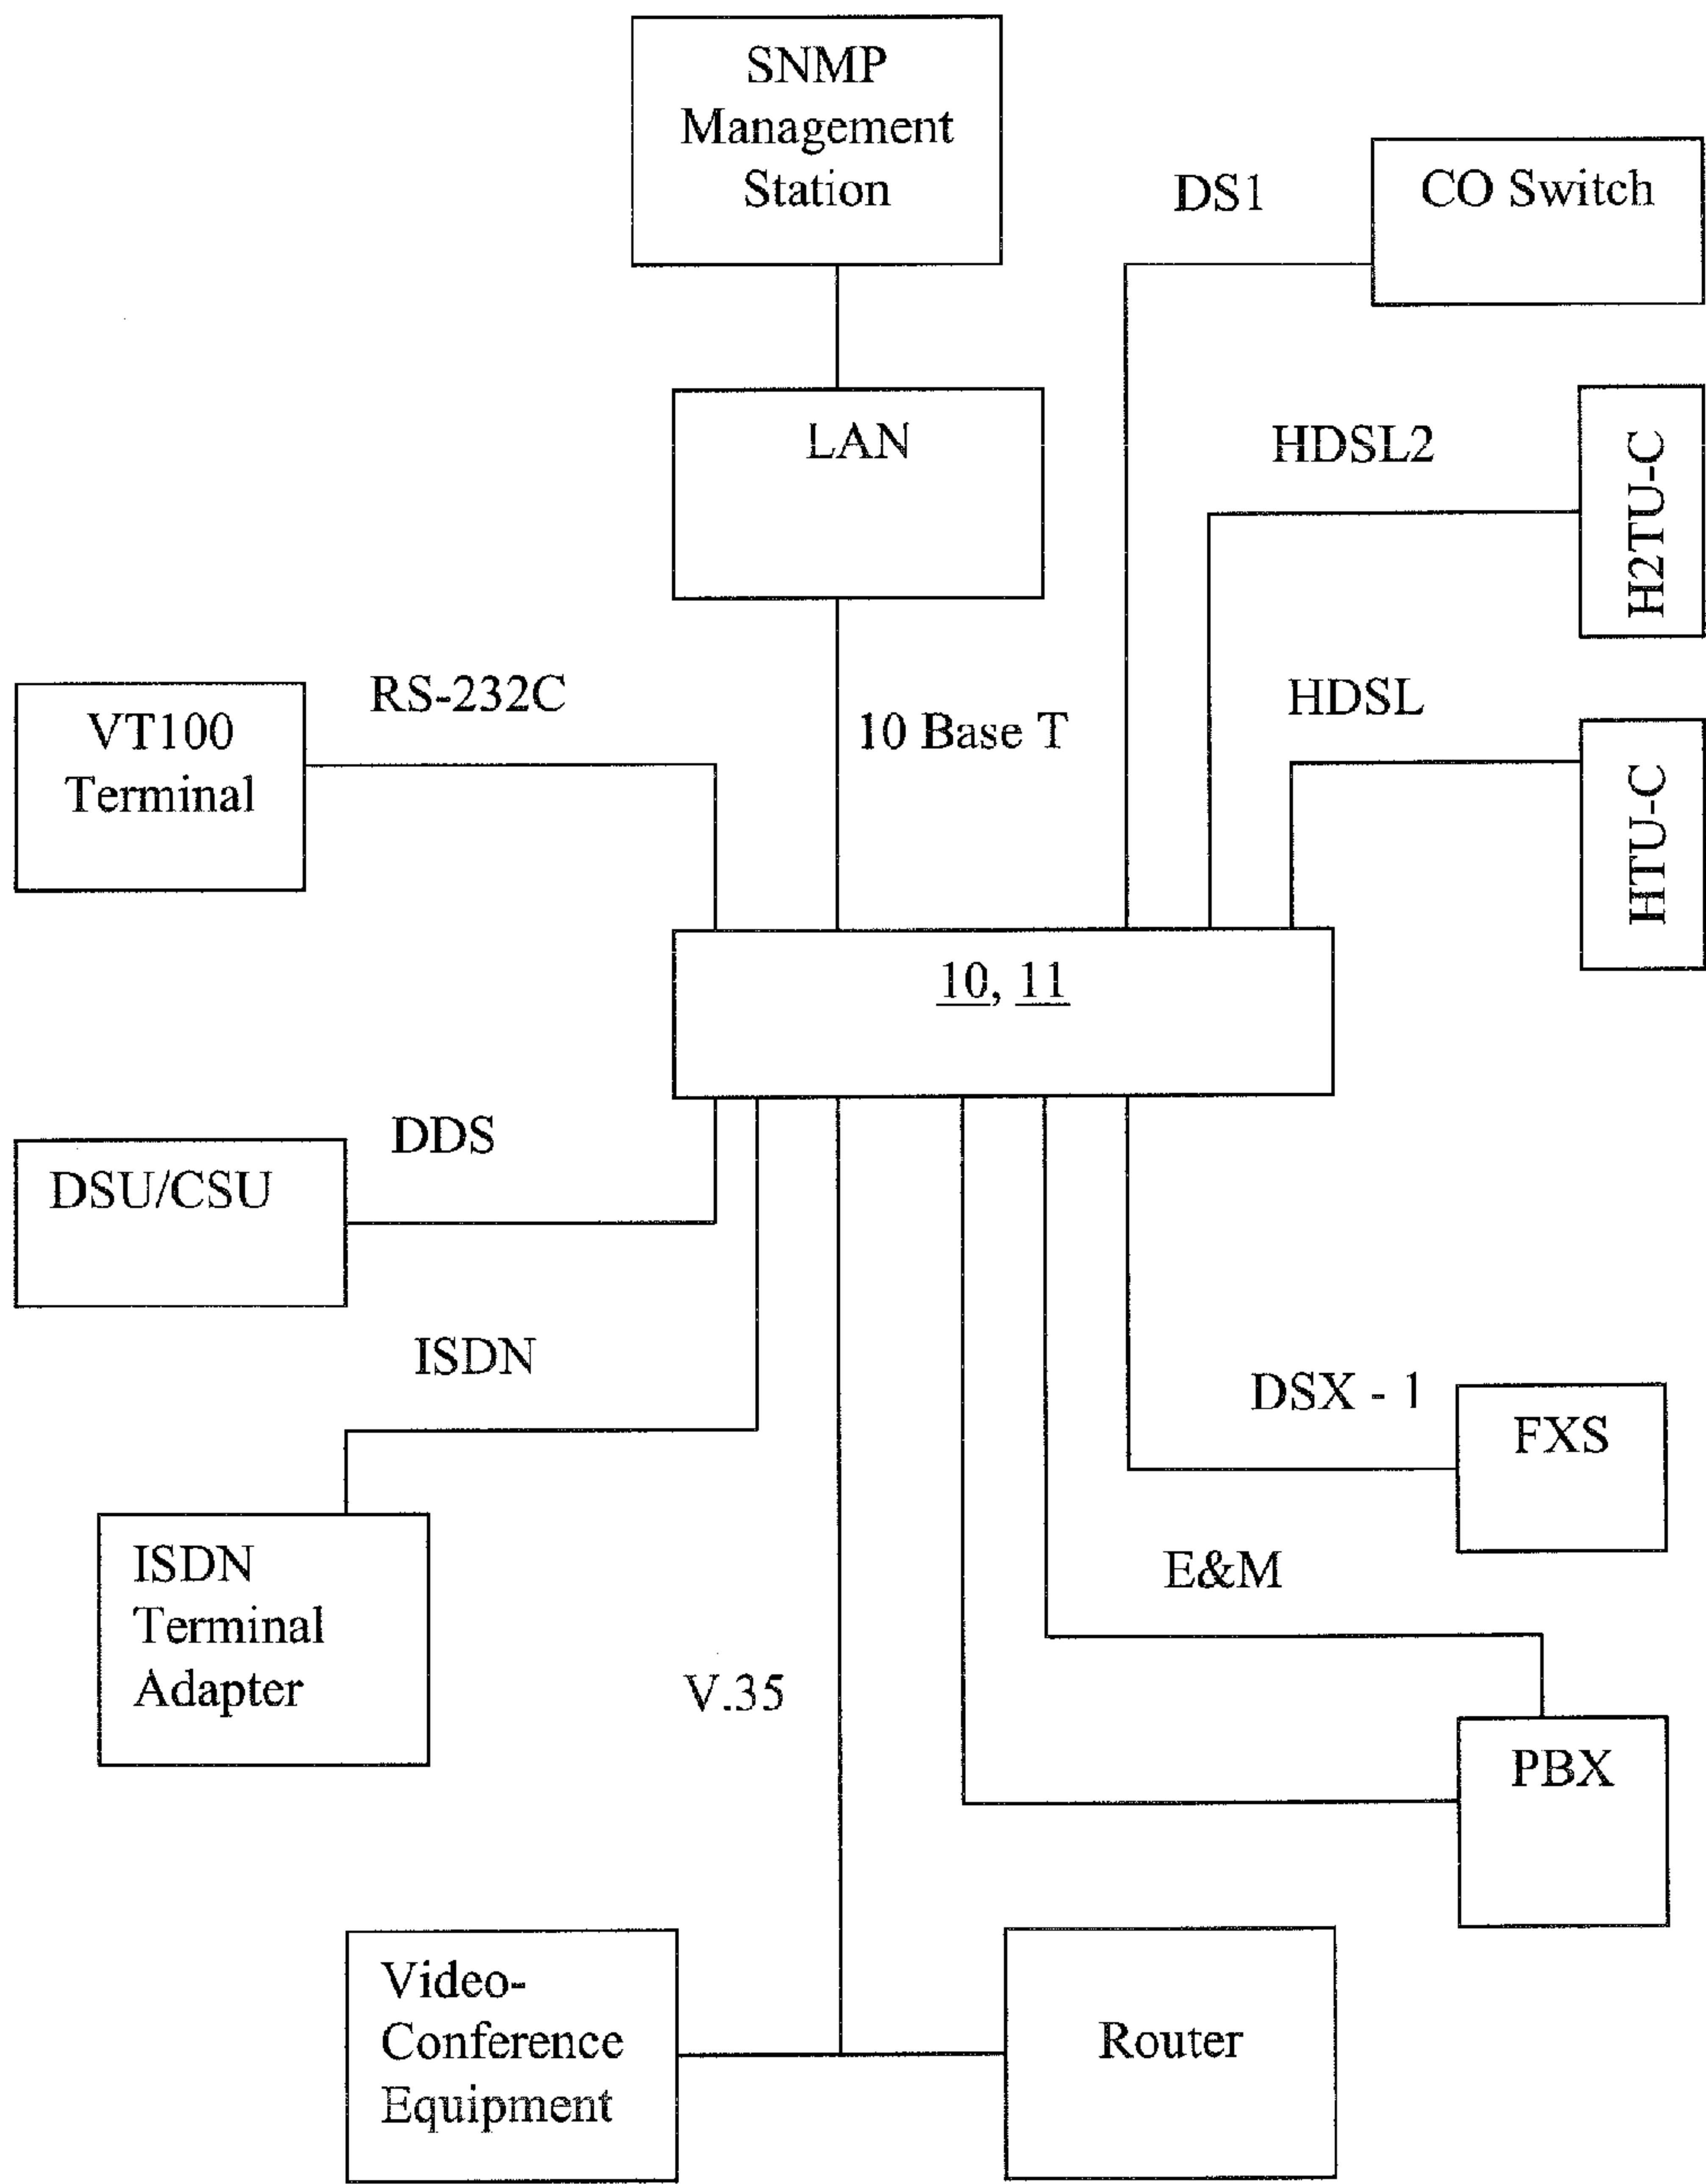 SNMP
Management
Station
DS1
CO Switch
LAN
HDSL2
H2TU-C
RS-232C
HDSL
VT100
Terminal
10 Base T
HTU-C
10, 11
DDS
DSU/CSU
ISDN
DSX - 1
FXS
ISDN
Terminal
Adapter
E&M
V.35
PBX
Video-
Conference
Equipment
Router